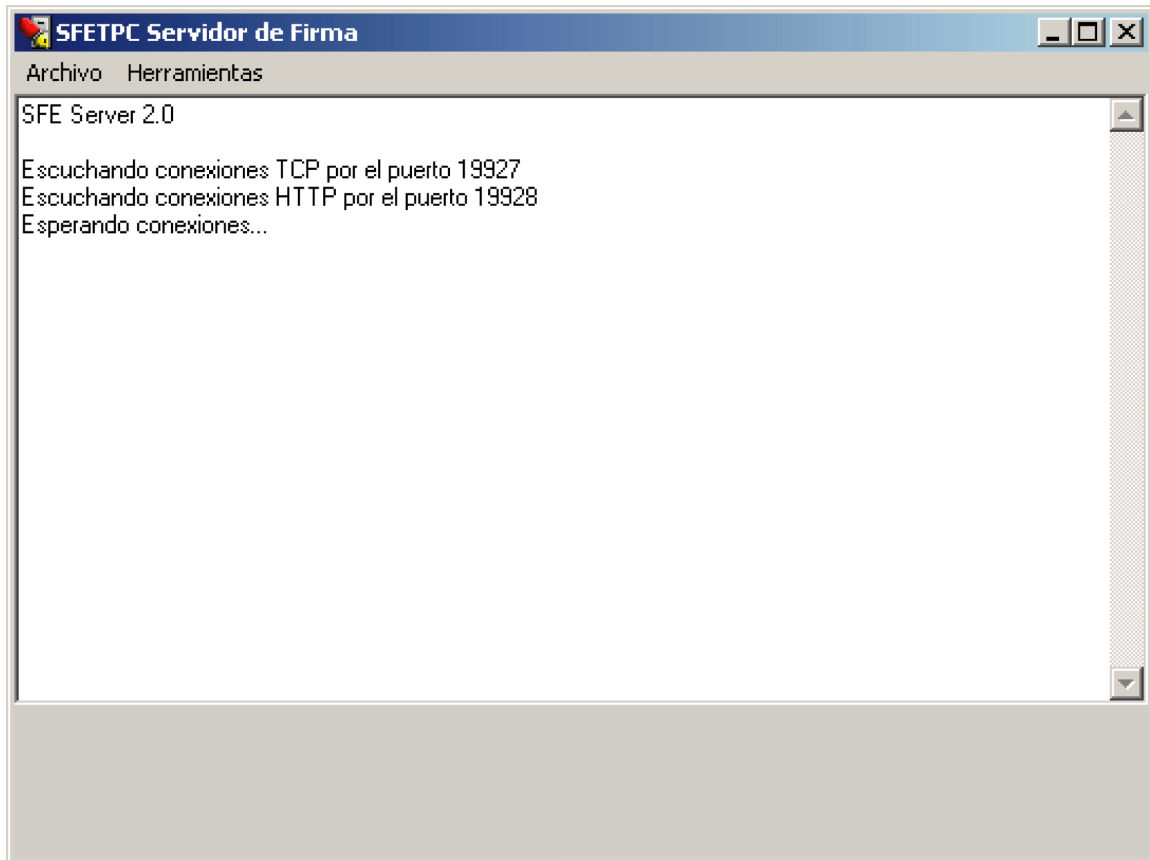 SFETPC Servidor de Firma
Archivo Herramientas
SFE Server 2.0
Escuchando conexiones TCP por el puerto 19927
Escuchando conexiones HTTP por el puerto 19928
Esperando conexiones...